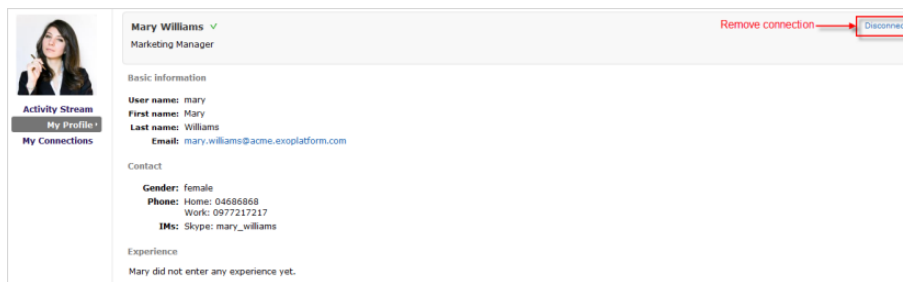 Mary Williams
Marketing Manager
Remove connection
Disconnec
Activity Stream
My Profile
My Connections
Basic information
User name: mary
First name: Mary
Last name: Williams
Email: mary.williams@acme.exoplatform.com
Contact
Gender: female
Phone: Home: 04686868
Work: 0977217217
IMs: Skype: mary_williams
Experience
Mary did not enter any experience yet.